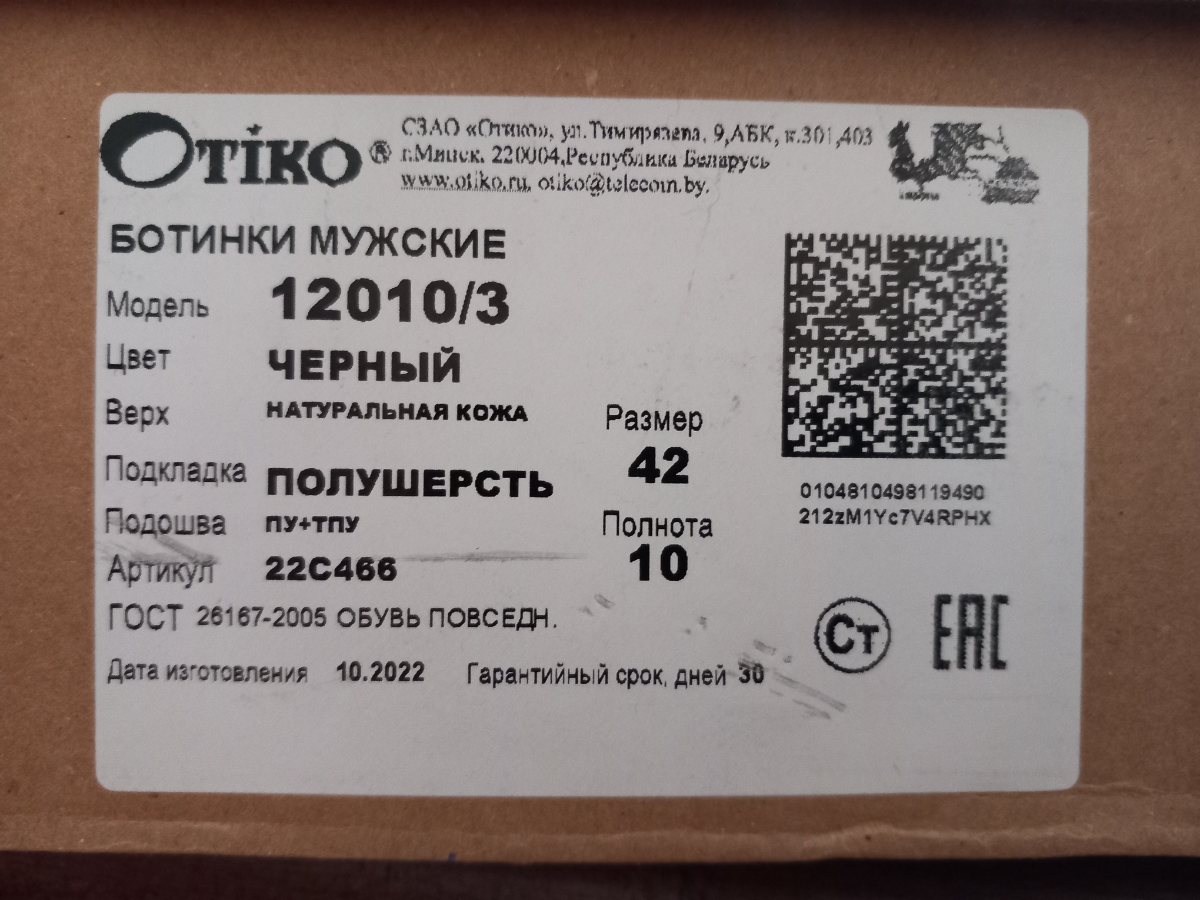 ОTIКО ® СЗАО «Отико», ул.Тимирязева, 9,АБК, к.301,403
г.Минск, 220004,Республика Беларусь
www.otiko.ru, otiko@telecom.by.
БОТИНКИ МУЖСКИЕ
Модель 12010/3
Цвет ЧЕРНЫЙ
Верх НАТУРАЛЬНАЯ КОЖА
Размер
Подкладка ПОЛУШЕРСТЬ
42
Подошва ПУ+ТПУ
Полнота
Артикул 22С466
10
0104810498119490
212zM1Yc7V4RPHX
ГОСТ 26167-2005 ОБУВЬ ПОВСЕДН.
Ст ЕАС
Дата изготовления 10.2022 Гарантийный срок, дней 30